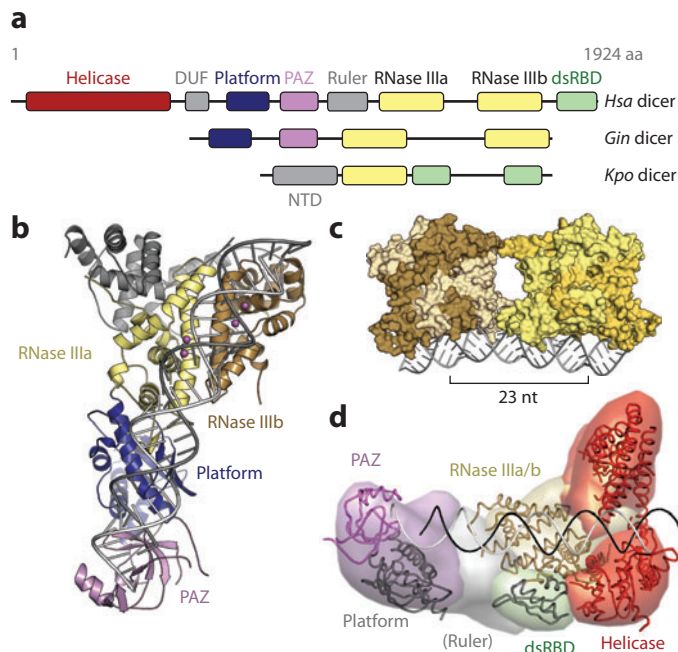 a
1
1924 aa
Helicase DUF Platform PAZ Ruler RNase IIIa RNase IIIb dsRBD
Hsa dicer
Gin dicer
Kpo dicer
NTD
b
RNase IIIa
RNase IIIb
Platform
PAZ
c
23 nt
d
PAZ
RNase IIIa/b
Platform
(Ruler)
dsRBD
Helicase